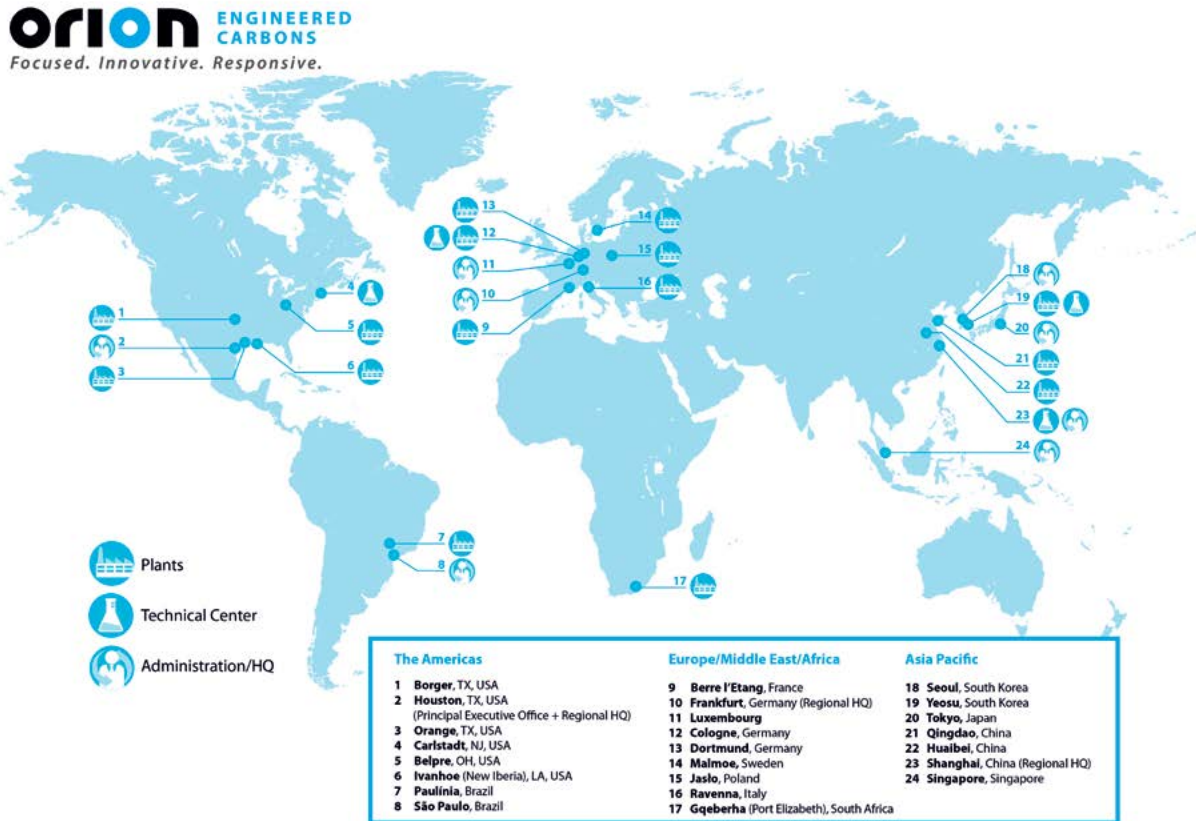 orion ENGINEERED
CARBONS
Focused. Innovative. Responsive.
13
12
11
10
9
14
15
16
4
1
2
3
5
6
18
19
20
21
22
23
24
7
8
17
Plants
Technical Center
Administration/HQ
The Americas
1 Borger, TX, USA
2 Houston, TX, USA
(Principal Executive Office + Regional HQ)
3 Orange, TX, USA
4 Carlstadt, NJ, USA
5 Belpre, OH, USA
6 Ivanhoe (New Iberia), LA, USA
7 Paulínia, Brazil
8 São Paulo, Brazil
Europe/Middle East/Africa
9 Berre l'Etang, France
10 Frankfurt, Germany (Regional HQ)
11 Luxembourg
12 Cologne, Germany
13 Dortmund, Germany
14 Malmoe, Sweden
15 Jasło, Poland
16 Ravenna, Italy
17 Gqeberha (Port Elizabeth), South Africa
Asia Pacific
18 Seoul, South Korea
19 Yeosu, South Korea
20 Tokyo, Japan
21 Qingdao, China
22 Huaibei, China
23 Shanghai, China (Regional HQ)
24 Singapore, Singapore